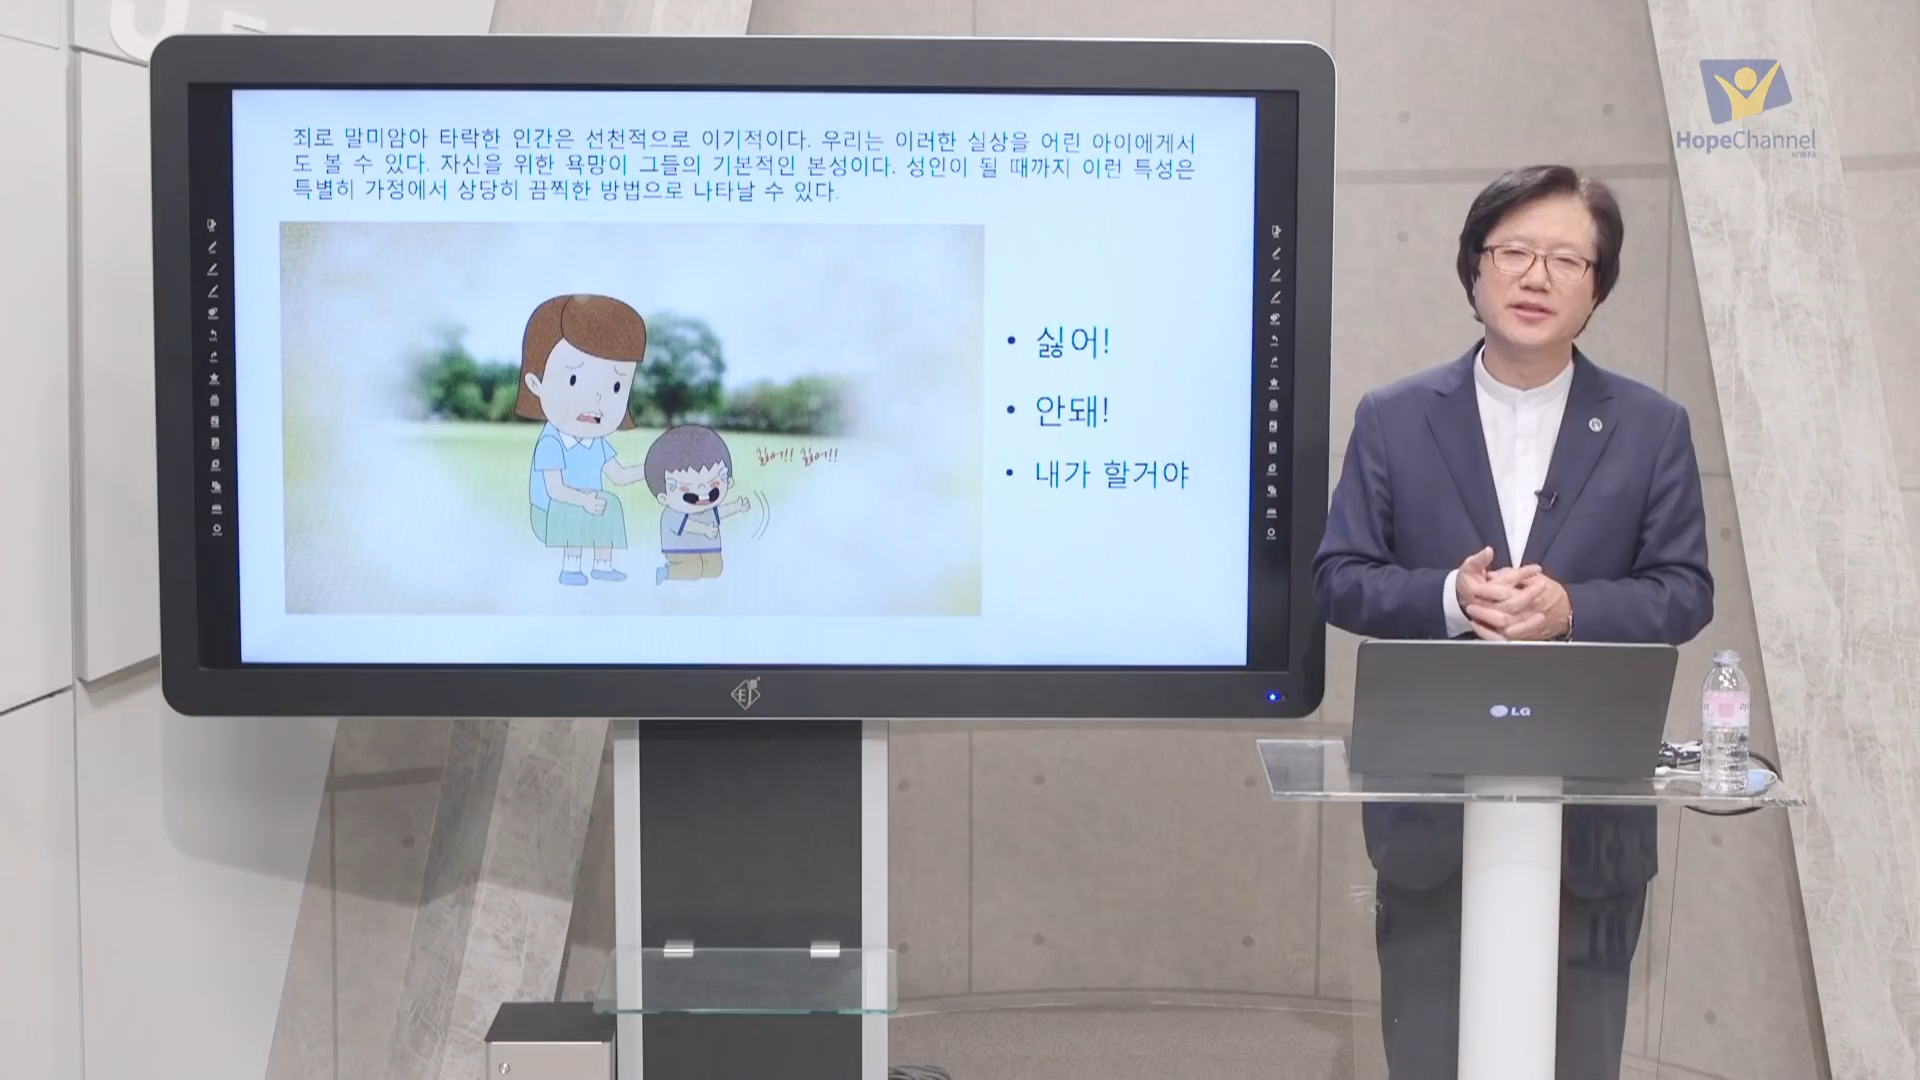 죄로 말미암아 타락한 인간은 선천적으로 이기적이다. 우리는 이러한 실상을 어린 아이에게서
도 볼 수 있다. 자신을 위한 욕망이 그들의 기본적인 본성이다. 성인이 될 때까지 이런 특성은
특별히 가정에서 상당히 끔찍한 방법으로 나타날 수 있다.
싫어!! 싫어!!
• 싫어!
• 안돼!
• 내가 할거야
HopeChannel
KOREA
LG